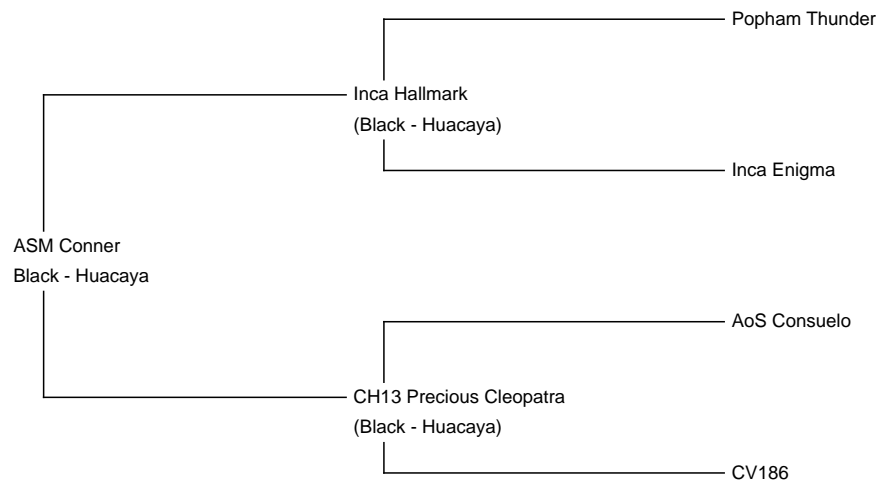 Popham Thunder
Inca Hallmark
(Black - Huacaya)
Inca Enigma
ASM Conner
Black - Huacaya
AoS Consuelo
CH13 Precious Cleopatra
(Black - Huacaya)
CV186